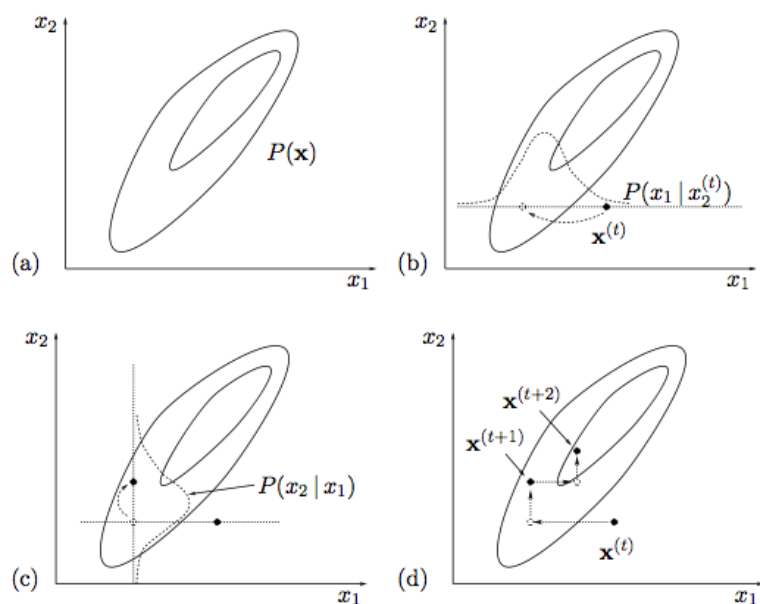 x₂
P(𝐱)
(a)
x₁
x₂
P(x₁ | x₂⁽ᵗ⁾)
𝐱⁽ᵗ⁾
(b)
x₁
x₂
P(x₂ | x₁)
(c)
x₁
x₂
𝐱⁽ᵗ⁺²⁾
𝐱⁽ᵗ⁺¹⁾
𝐱⁽ᵗ⁾
(d)
x₁